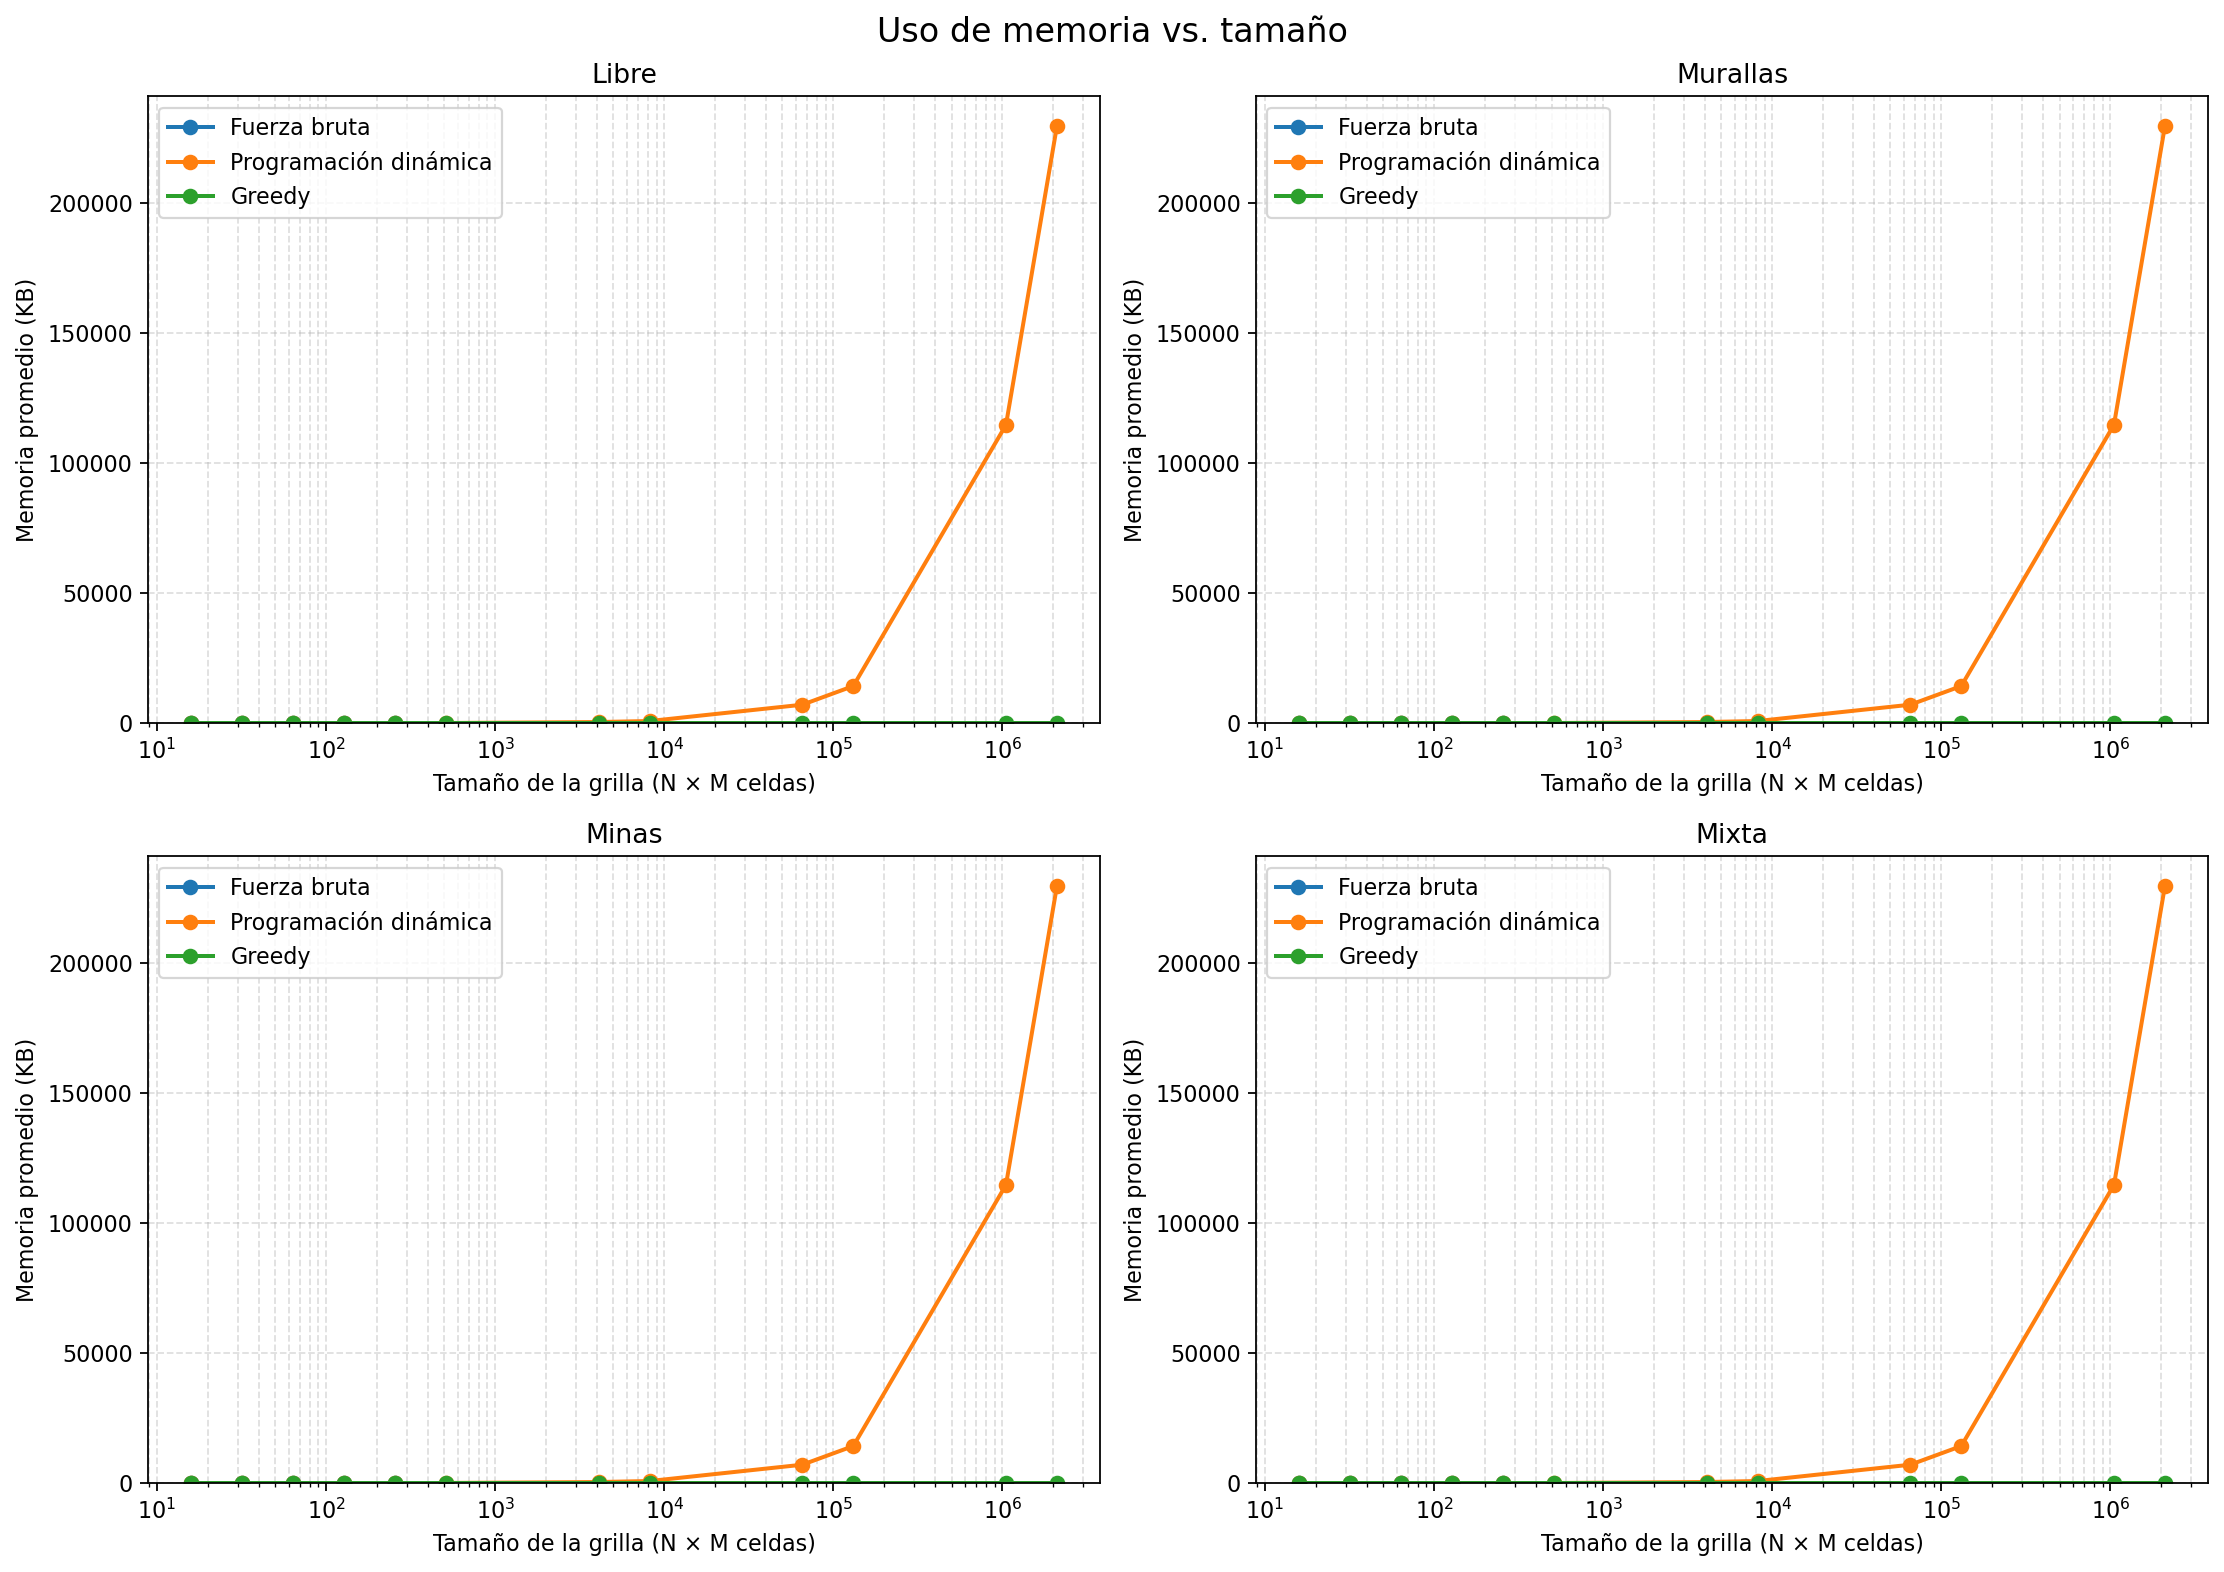 Uso de memoria vs. tamaño
Libre
Fuerza bruta
Programación dinámica
Greedy
Memoria promedio (KB)
200000
150000
100000
50000
0
10¹ 10² 10³ 10⁴ 10⁵ 10⁶
Tamaño de la grilla (N × M celdas)
Murallas
Fuerza bruta
Programación dinámica
Greedy
Memoria promedio (KB)
200000
150000
100000
50000
0
10¹ 10² 10³ 10⁴ 10⁵ 10⁶
Tamaño de la grilla (N × M celdas)
Minas
Fuerza bruta
Programación dinámica
Greedy
Memoria promedio (KB)
200000
150000
100000
50000
0
10¹ 10² 10³ 10⁴ 10⁵ 10⁶
Tamaño de la grilla (N × M celdas)
Mixta
Fuerza bruta
Programación dinámica
Greedy
Memoria promedio (KB)
200000
150000
100000
50000
0
10¹ 10² 10³ 10⁴ 10⁵ 10⁶
Tamaño de la grilla (N × M celdas)